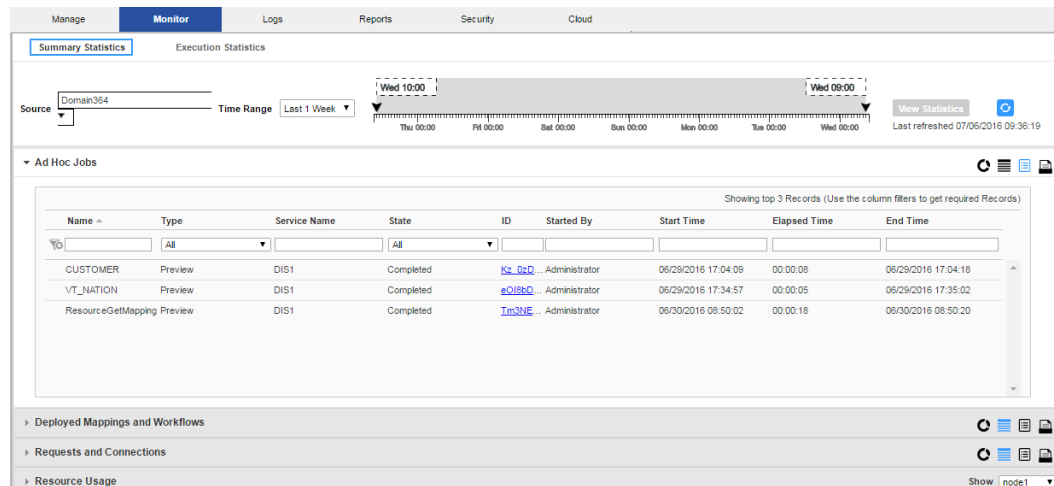 Manage Monitor Logs Reports Security Cloud
Summary Statistics Execution Statistics
Wed 10:00 Wed 09:00
Source Domain364 Time Range Last 1 Week View Statistics
Thu 00:00 Fri 00:00 Sat 00:00 Sun 00:00 Mon 00:00 Tue 00:00 Wed 00:00 Last refreshed 07/06/2016 09:36:19
Ad Hoc Jobs
Showing top 3 Records (Use the column filters to get required Records)
Name Type Service Name State ID Started By Start Time Elapsed Time End Time
All All
CUSTOMER Preview DIS1 Completed Kz_0zD... Administrator 06/29/2016 17:04:09 00:00:08 06/29/2016 17:04:18
VT_NATION Preview DIS1 Completed eOI8bD... Administrator 06/29/2016 17:34:57 00:00:05 06/29/2016 17:35:02
ResourceGetMapping Preview DIS1 Completed Tm3NE... Administrator 06/30/2016 08:50:02 00:00:18 06/30/2016 08:50:20
Deployed Mappings and Workflows
Requests and Connections
Resource Usage Show node1